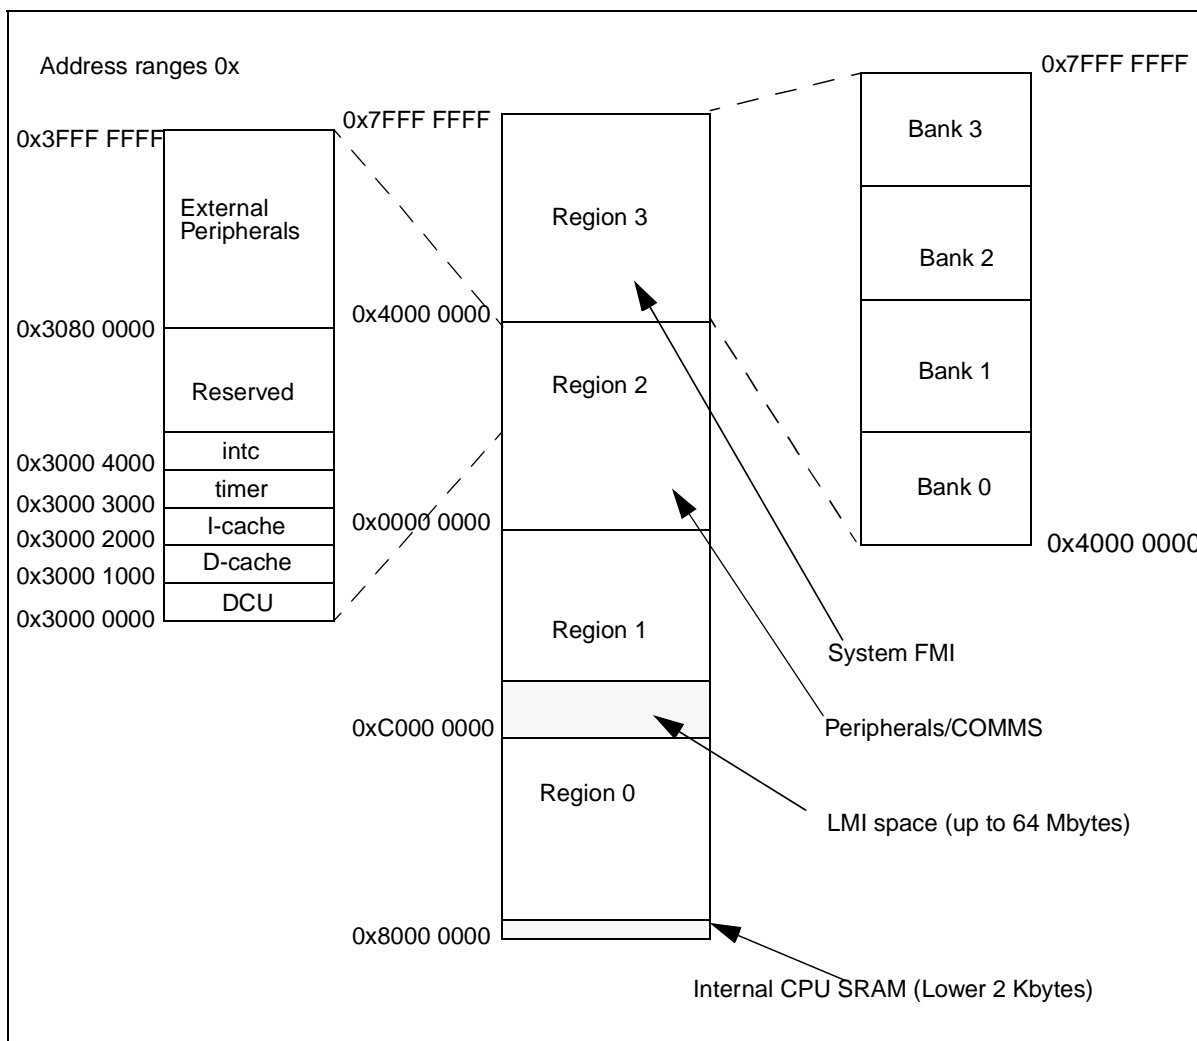 Address ranges 0x
0x3FFF FFFF
External
Peripherals
0x3080 0000
Reserved
intc
0x3000 4000
timer
0x3000 3000
I-cache
0x3000 2000
D-cache
0x3000 1000
DCU
0x3000 0000
0x7FFF FFFF
Region 3
0x4000 0000
Region 2
0x0000 0000
Region 1
0xC000 0000
Region 0
0x8000 0000
0x7FFF FFFF
Bank 3
Bank 2
Bank 1
Bank 0
0x4000 0000
System FMI
Peripherals/COMMS
LMI space (up to 64 Mbytes)
Internal CPU SRAM (Lower 2 Kbytes)